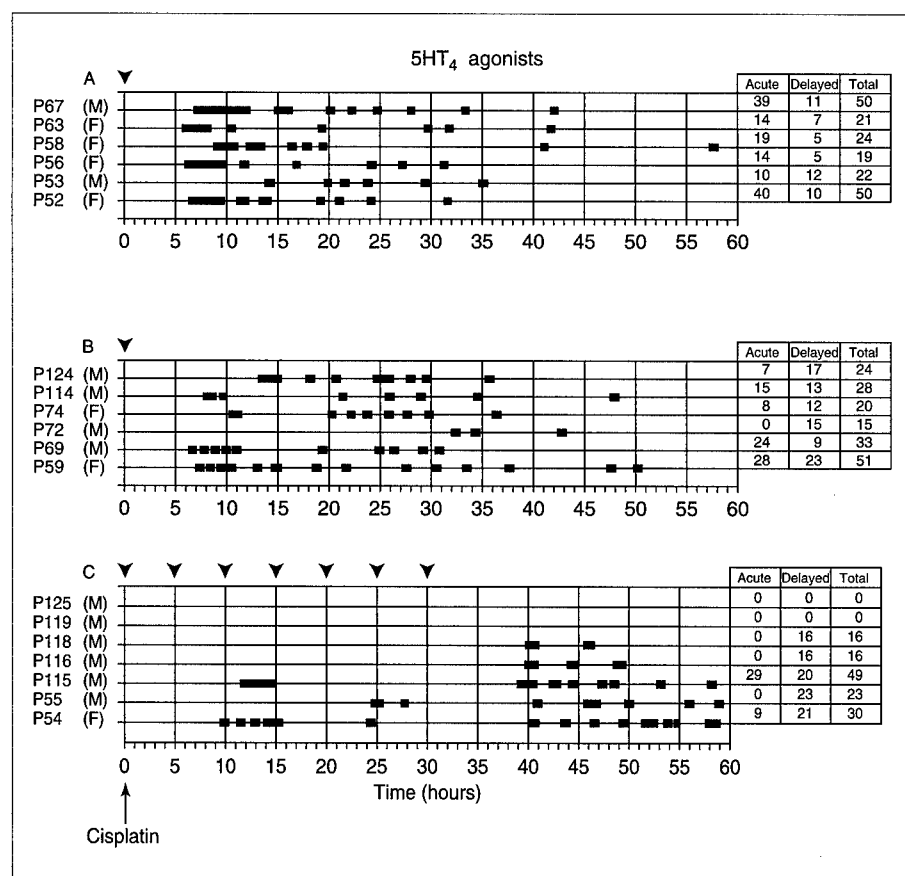 5HT₄ agonists
A
Acute Delayed Total
P67 (M) 39 11 50
P63 (F) 14 7 21
P58 (F) 19 5 24
P56 (F) 14 5 19
P53 (M) 10 12 22
P52 (F) 40 10 50
0 5 10 15 20 25 30 35 40 45 50 55 60
B
Acute Delayed Total
P124 (M) 7 17 24
P114 (M) 15 13 28
P74 (F) 8 12 20
P72 (M) 0 15 15
P69 (M) 24 9 33
P59 (F) 28 23 51
0 5 10 15 20 25 30 35 40 45 50 55 60
C
Acute Delayed Total
P125 (M) 0 0 0
P119 (M) 0 0 0
P118 (M) 0 16 16
P116 (M) 0 16 16
P115 (M) 29 20 49
P55 (M) 0 23 23
P54 (F) 9 21 30
0 5 10 15 20 25 30 35 40 45 50 55 60
Time (hours)
Cisplatin